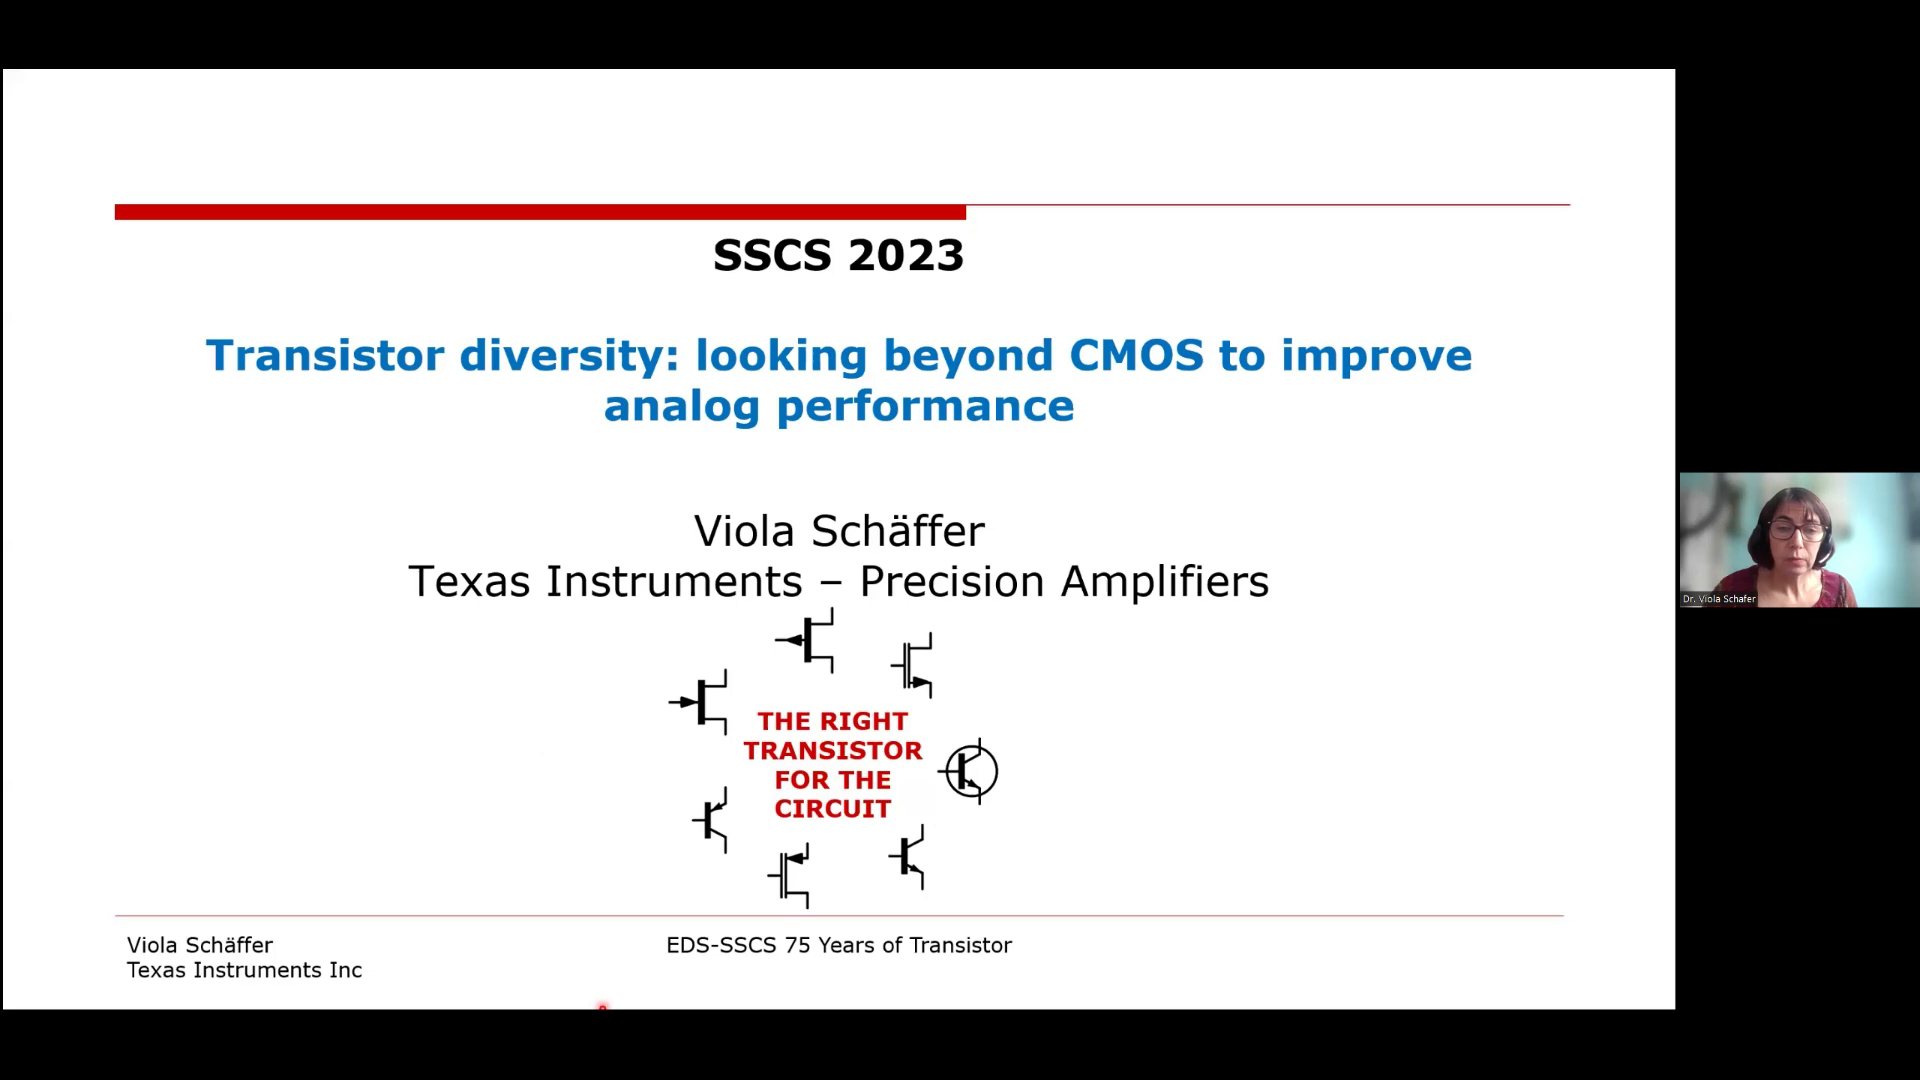 SSCS 2023
Transistor diversity: looking beyond CMOS to improve
analog performance
Viola Schäffer
Texas Instruments – Precision Amplifiers
THE RIGHT
TRANSISTOR
FOR THE
CIRCUIT
Viola Schäffer
Texas Instruments Inc
EDS-SSCS 75 Years of Transistor
Dr. Viola Schafer